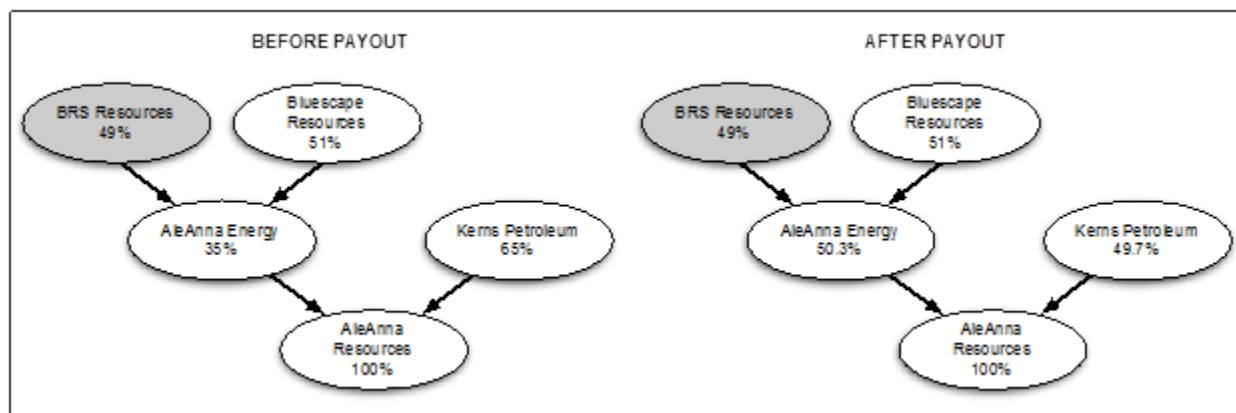 BEFORE PAYOUT
BRS Resources
49%
Bluescape
Resources
51%
AleAnna Energy
35%
Kerns Petroleum
65%
AleAnna
Resources
100%
AFTER PAYOUT
BRS Resources
49%
Bluescape
Resources
51%
AleAnna Energy
50.3%
Kerns Petroleum
49.7%
AleAnna
Resources
100%